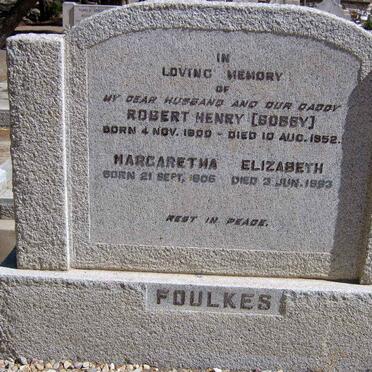 IN
LOVING MEMORY
OF
MY DEAR HUSBAND AND OUR DADDY
ROBERT HENRY [BOBBY]
BORN 4 NOV. 1900 - DIED 10 AUG. 1952.
MARGARETHA ELIZABETH
BORN 21 SEPT. 1906 DIED 3 JUN. 1993
REST IN PEACE.
FOULKES